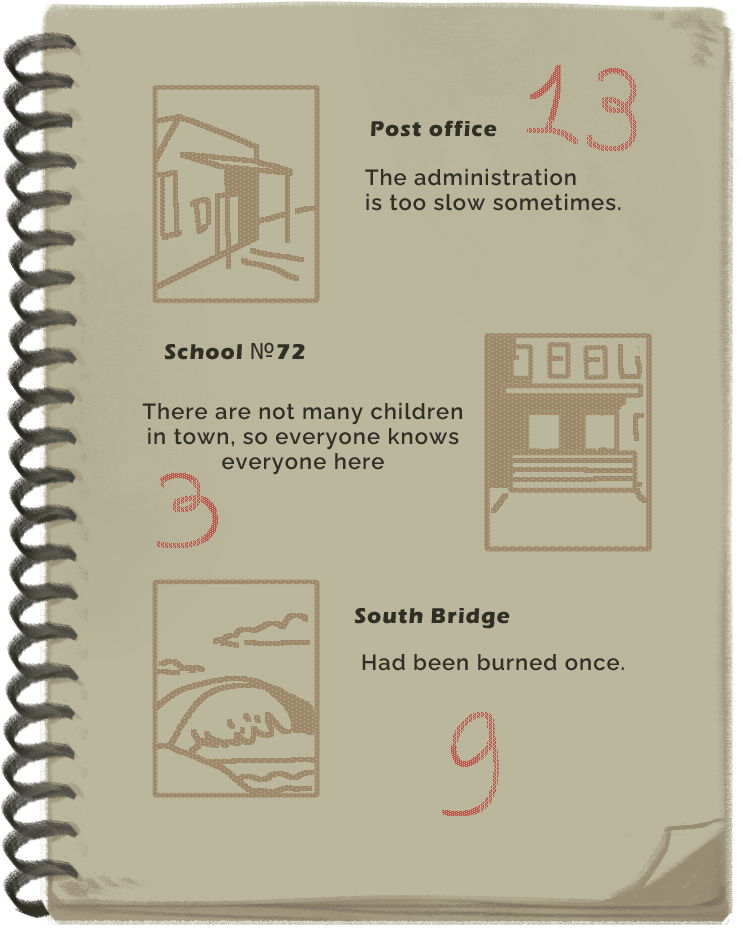 Post office
13
The administration
is too slow sometimes.
School №72
There are not many children
in town, so everyone knows
everyone here
3
South Bridge
Had been burned once.
9